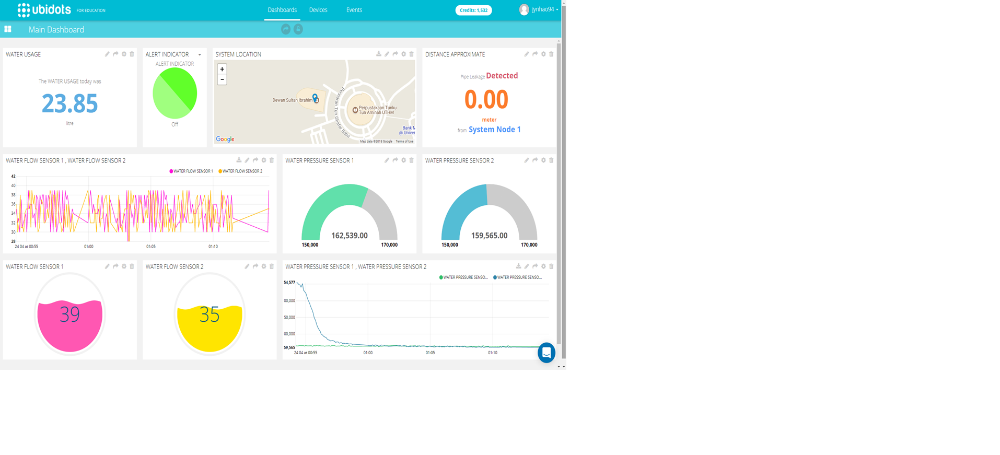 ubidots FOR EDUCATION
Dashboards Devices Events
Credits: 1,532
jynhao94
Main Dashboard
WATER USAGE
The WATER USAGE today was
23.85
litre
ALERT INDICATOR
ALERT INDICATOR
Off
SYSTEM LOCATION
+
−
Dewan Sultan Ibrahim
Persiaran Tun Ghafar Baba
Perpustakaan Tunku
Tun Aminah UTHM
Bank M
@ Univer
Google
Map data ©2018 Google Terms of Use
DISTANCE APPROXIMATE
Pipe Leakage Detected
0.00
meter
from System Node 1
WATER FLOW SENSOR 1 , WATER FLOW SENSOR 2
WATER FLOW SENSOR 1 WATER FLOW SENSOR 2
42
40
38
36
34
32
30
28
24 04 at 00:55 01:00 01:05 01:10
WATER PRESSURE SENSOR 1
162,539.00
150,000 170,000
WATER PRESSURE SENSOR 2
159,565.00
150,000 170,000
WATER FLOW SENSOR 1
39
WATER FLOW SENSOR 2
35
WATER PRESSURE SENSOR 1 , WATER PRESSURE SENSOR 2
WATER PRESSURE SENSO... WATER PRESSURE SENSO...
54,577
00,000
50,000
00,000
59,565
24 04 at 00:55 01:00 01:05 01:10